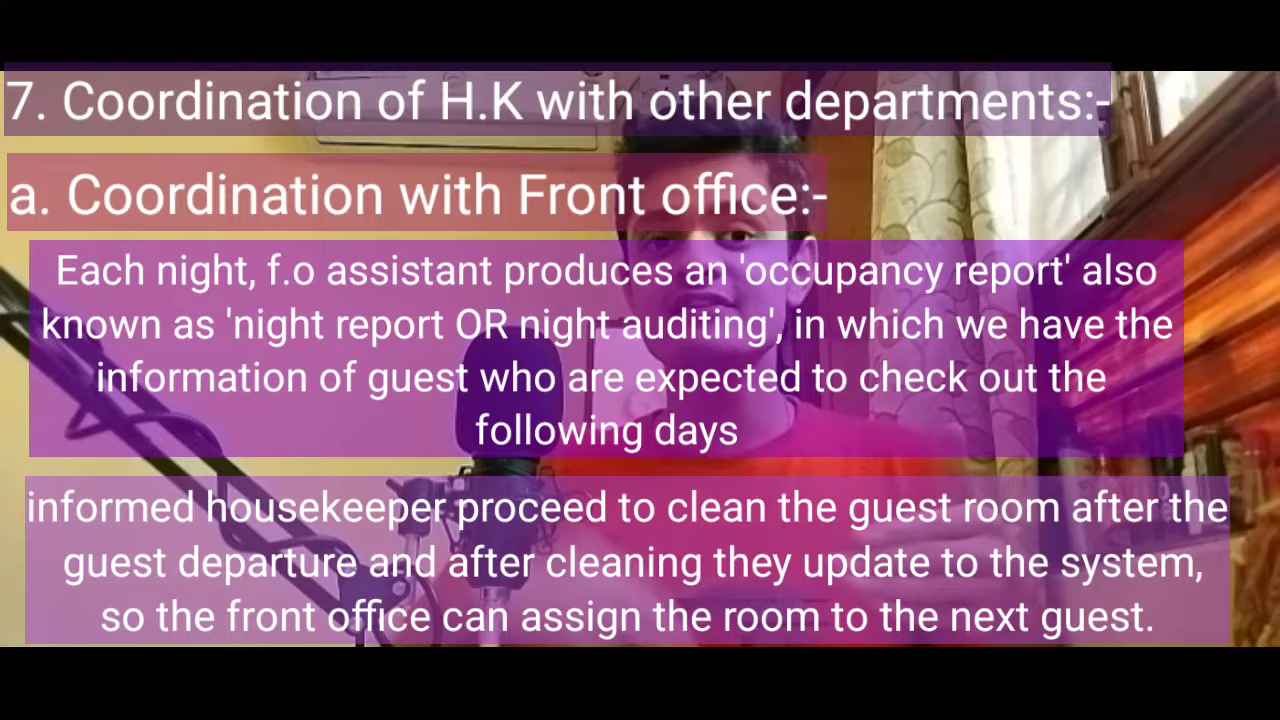 7. Coordination of H.K with other departments:-
a. Coordination with Front office:-
Each night, f.o assistant produces an 'occupancy report' also
known as 'night report OR night auditing', in which we have the
information of guest who are expected to check out the
following days
informed housekeeper proceed to clean the guest room after the
guest departure and after cleaning they update to the system,
so the front office can assign the room to the next guest.